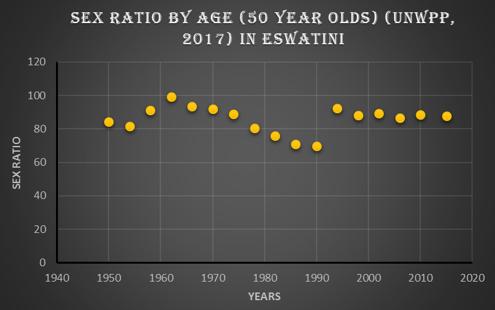 SEX RATIO BY AGE (50 YEAR OLDS) (UNWPP,
2017) IN ESWATINI
120
100
80
60
40
20
0
SEX RATIO
1940 1950 1960 1970 1980 1990 2000 2010 2020
YEARS